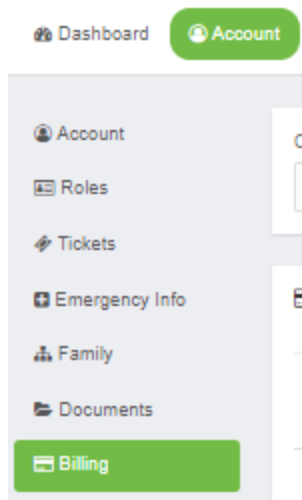 Dashboard Account
Account
Roles
Tickets
Emergency Info
Family
Documents
Billing